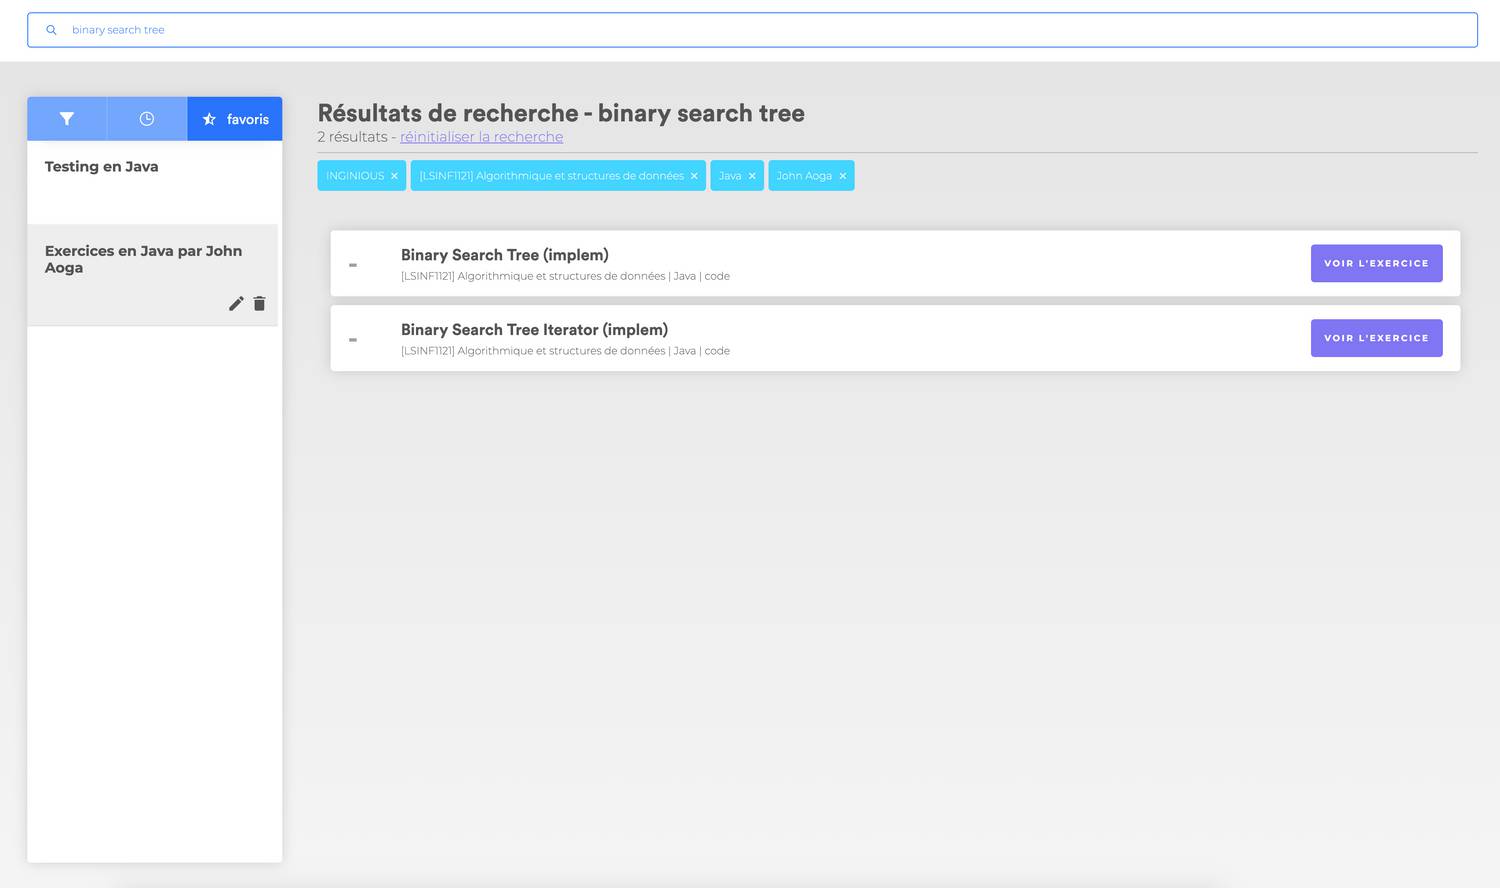 binary search tree
favoris
Testing en Java
Exercices en Java par John
Aoga
Résultats de recherche - binary search tree
2 résultats - réinitialiser la recherche
INGINIOUS × [LSINF1121] Algorithmique et structures de données × Java × John Aoga ×
- Binary Search Tree (implem)
[LSINF1121] Algorithmique et structures de données | Java | code
VOIR L'EXERCICE
- Binary Search Tree Iterator (implem)
[LSINF1121] Algorithmique et structures de données | Java | code
VOIR L'EXERCICE